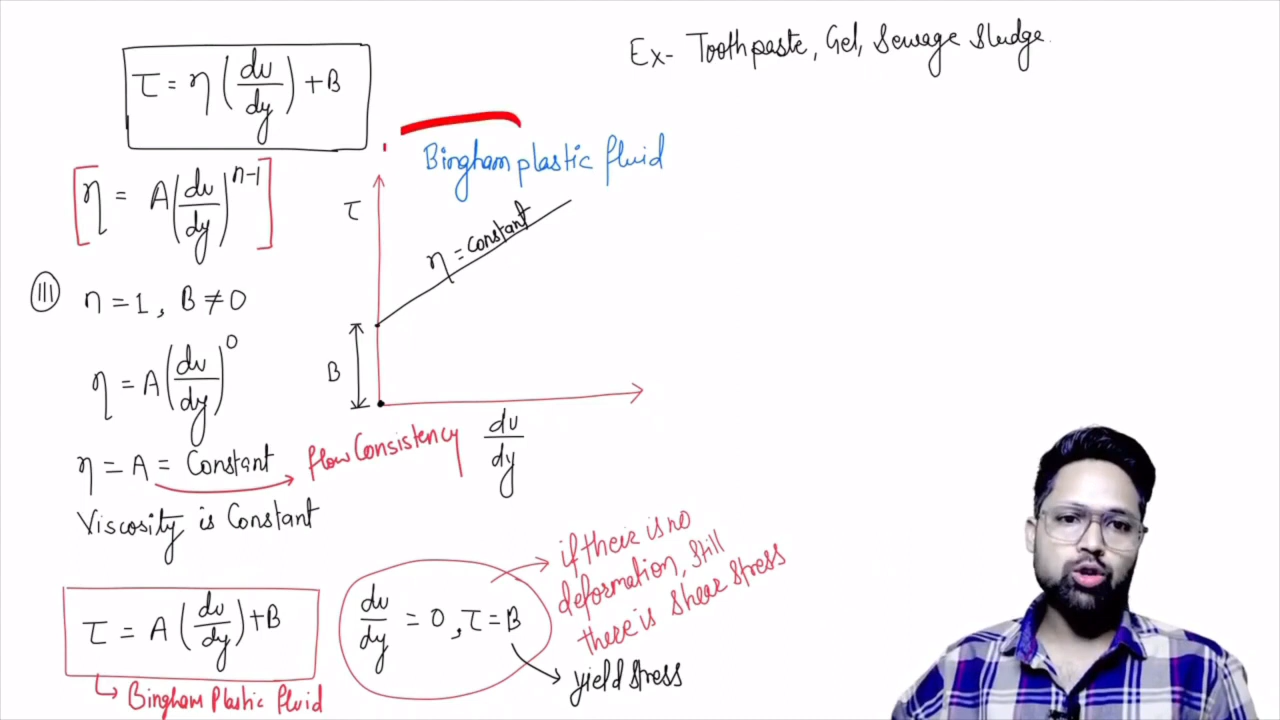 Ex- Toothpaste, Gel, Sewage Sludge.
τ = η (du/dy) + B
[η = A(du/dy)^n-1]
III n = 1, B ≠ 0
η = A(du/dy)^0
η = A = Constant → flow Consistency
Viscosity is Constant
τ = A (du/dy) + B
↳ Bingham Plastic fluid
Bingham plastic fluid
τ
η = Constant
B
du/dy
du/dy = 0, τ = B
if there is no
deformation, still
there is shear stress
yield stress